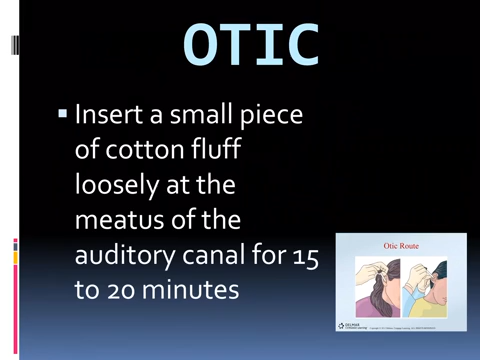 OTIC
Insert a small piece
of cotton fluff
loosely at the
meatus of the
auditory canal for 15
to 20 minutes
Otic Route
DELMAR